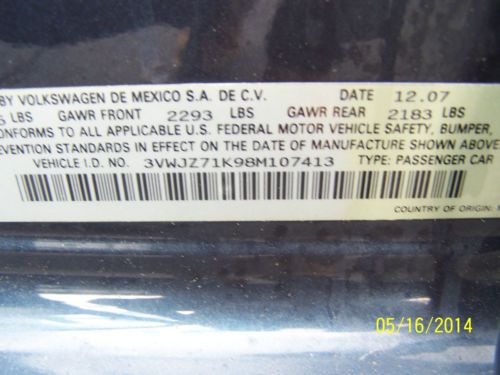 BY VOLKSWAGEN DE MEXICO S.A. DE C.V. DATE 12.07
LBS GAWR FRONT 2293 LBS GAWR REAR 2183 LBS
CONFORMS TO ALL APPLICABLE U.S. FEDERAL MOTOR VEHICLE SAFETY, BUMPER,
STANDARDS IN EFFECT ON THE DATE OF MANUFACTURE SHOWN ABOVE.
VEHICLE I.D. NO. 3VWJZ71K98M107413 TYPE: PASSENGER CAR
COUNTRY OF ORIGIN:
05/16/2014